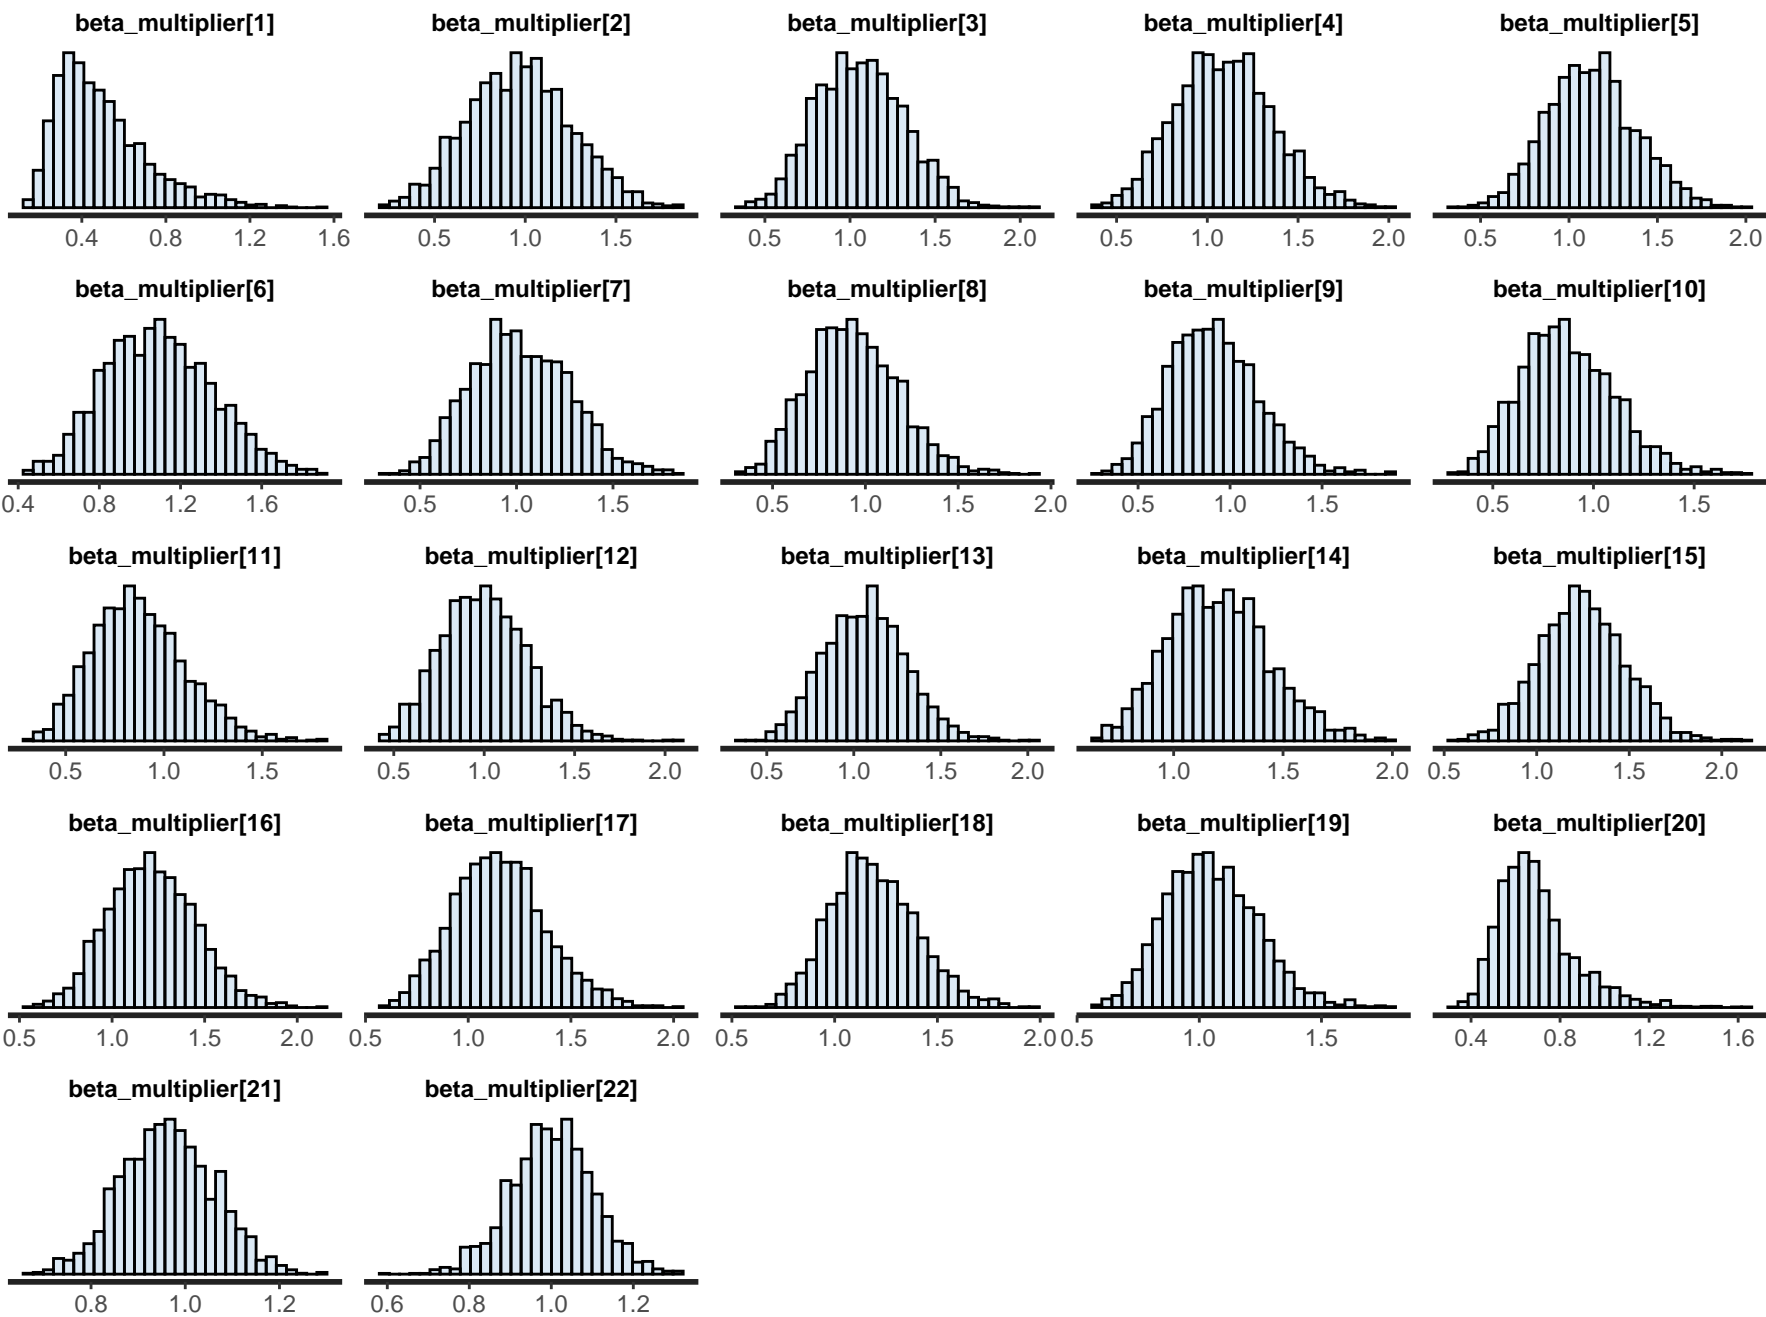 beta_multiplier[1] beta_multiplier[2] beta_multiplier[3] beta_multiplier[4] beta_multiplier[5]
0.4 0.8 1.2 1.6 0.5 1.0 1.5 0.5 1.0 1.5 2.0 0.5 1.0 1.5 2.0 0.5 1.0 1.5 2.0
beta_multiplier[6] beta_multiplier[7] beta_multiplier[8] beta_multiplier[9] beta_multiplier[10]
0.4 0.8 1.2 1.6 0.5 1.0 1.5 0.5 1.0 1.5 2.0 0.5 1.0 1.5 0.5 1.0 1.5
beta_multiplier[11] beta_multiplier[12] beta_multiplier[13] beta_multiplier[14] beta_multiplier[15]
0.5 1.0 1.5 0.5 1.0 1.5 2.0 0.5 1.0 1.5 2.0 1.0 1.5 2.0 0.5 1.0 1.5 2.0
beta_multiplier[16] beta_multiplier[17] beta_multiplier[18] beta_multiplier[19] beta_multiplier[20]
0.5 1.0 1.5 2.0 0.5 1.0 1.5 2.0 0.5 1.0 1.5 2.0 0.5 1.0 1.5 0.4 0.8 1.2 1.6
beta_multiplier[21] beta_multiplier[22]
0.8 1.0 1.2 0.6 0.8 1.0 1.2